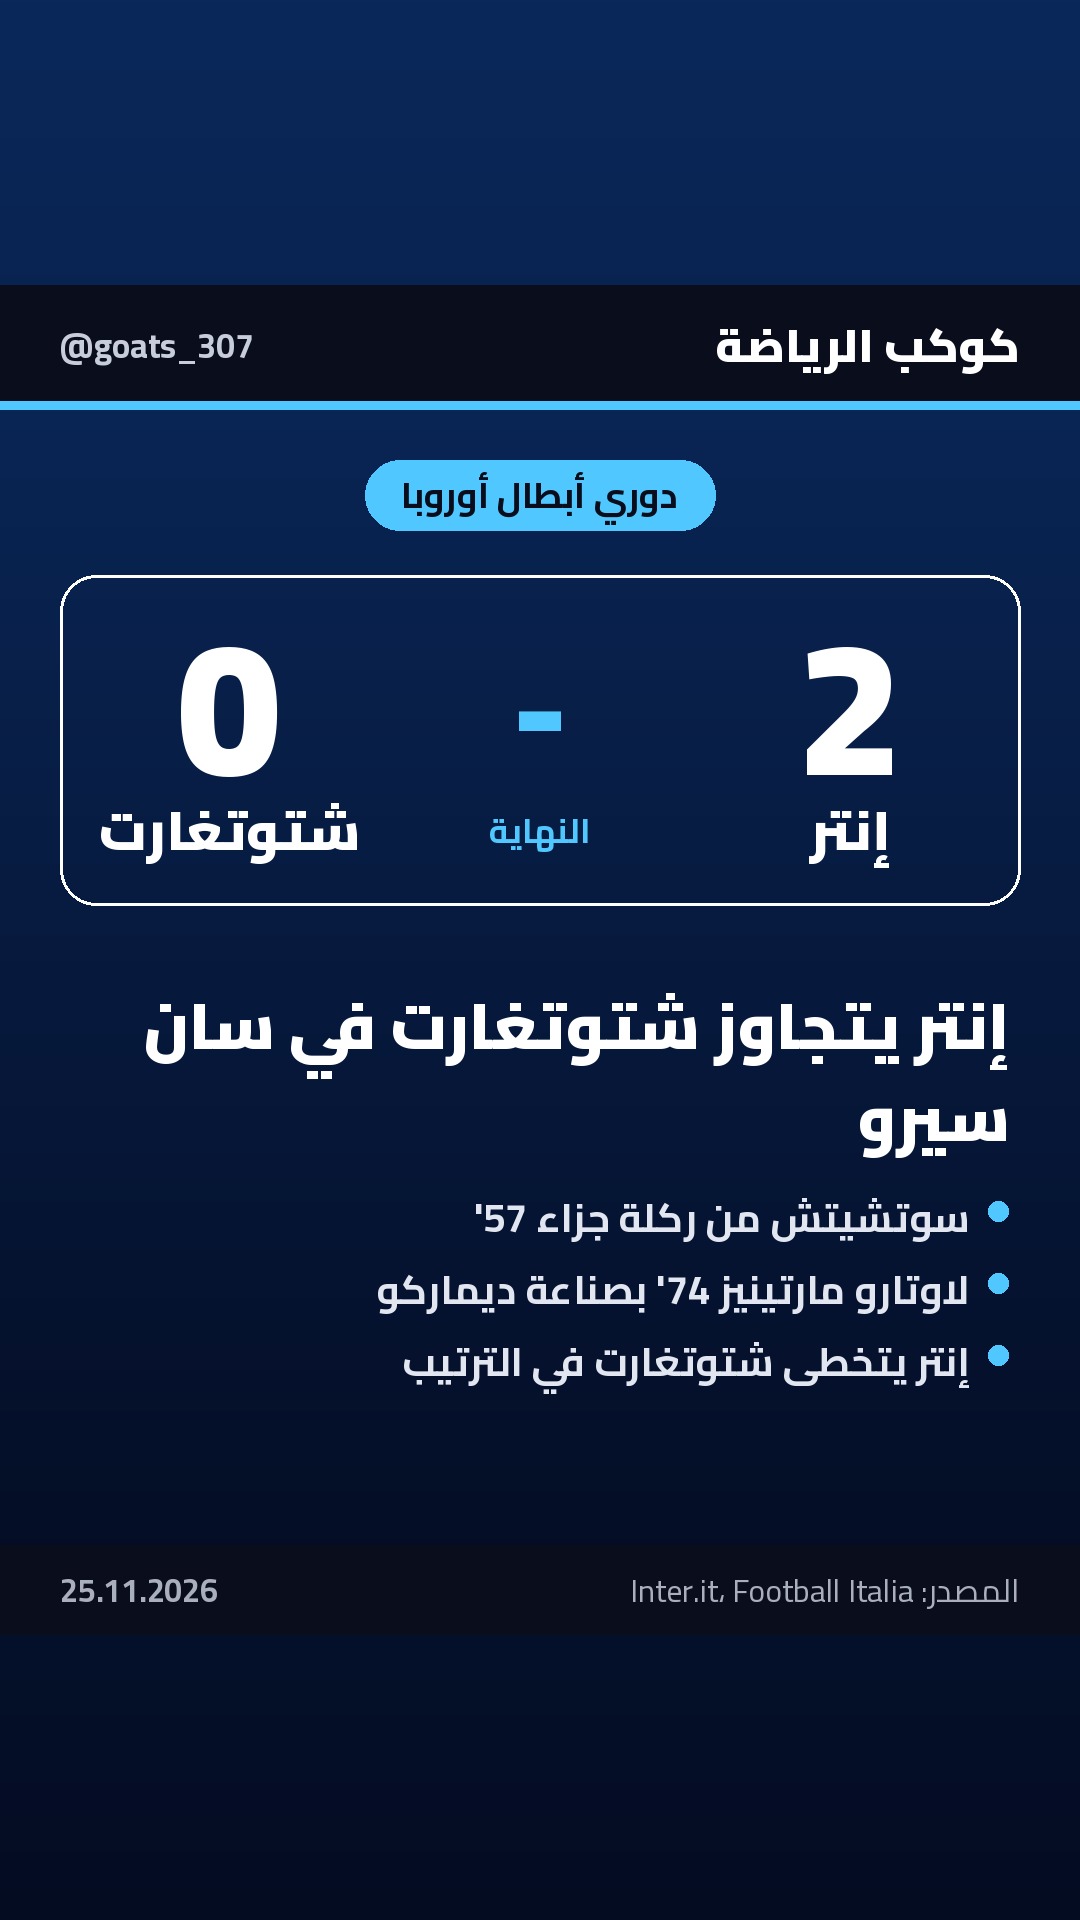 كوكب الرياضة
@goats_307
دوري أبطال أوروبا
2 - 0
إنتر النهاية شتوتغارت
إنتر يتجاوز شتوتغارت في سان
سيرو
سوتشيتش من ركلة جزاء 57'
لاوتارو مارتينيز 74' بصناعة ديماركو
إنتر يتخطى شتوتغارت في الترتيب
المصدر: Inter.it، Football Italia
25.11.2026